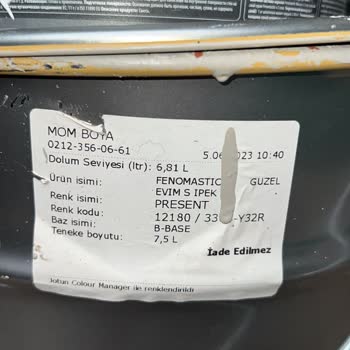 MOM BOYA
0212-356-06-61
Dolum Seviyesi (ltr): 6,81 L 5.06 023 10:40
Ürün isimi: FENOMASTIC GUZEL
EVIM S IPEK
Renk isimi: PRESENT
Renk kodu: 12180 / 33 -Y32R
Baz isimi: B-BASE
Teneke boyutu: 7,5 L
İade Edilmez
Jotun Colour Manager ile renklendirildi